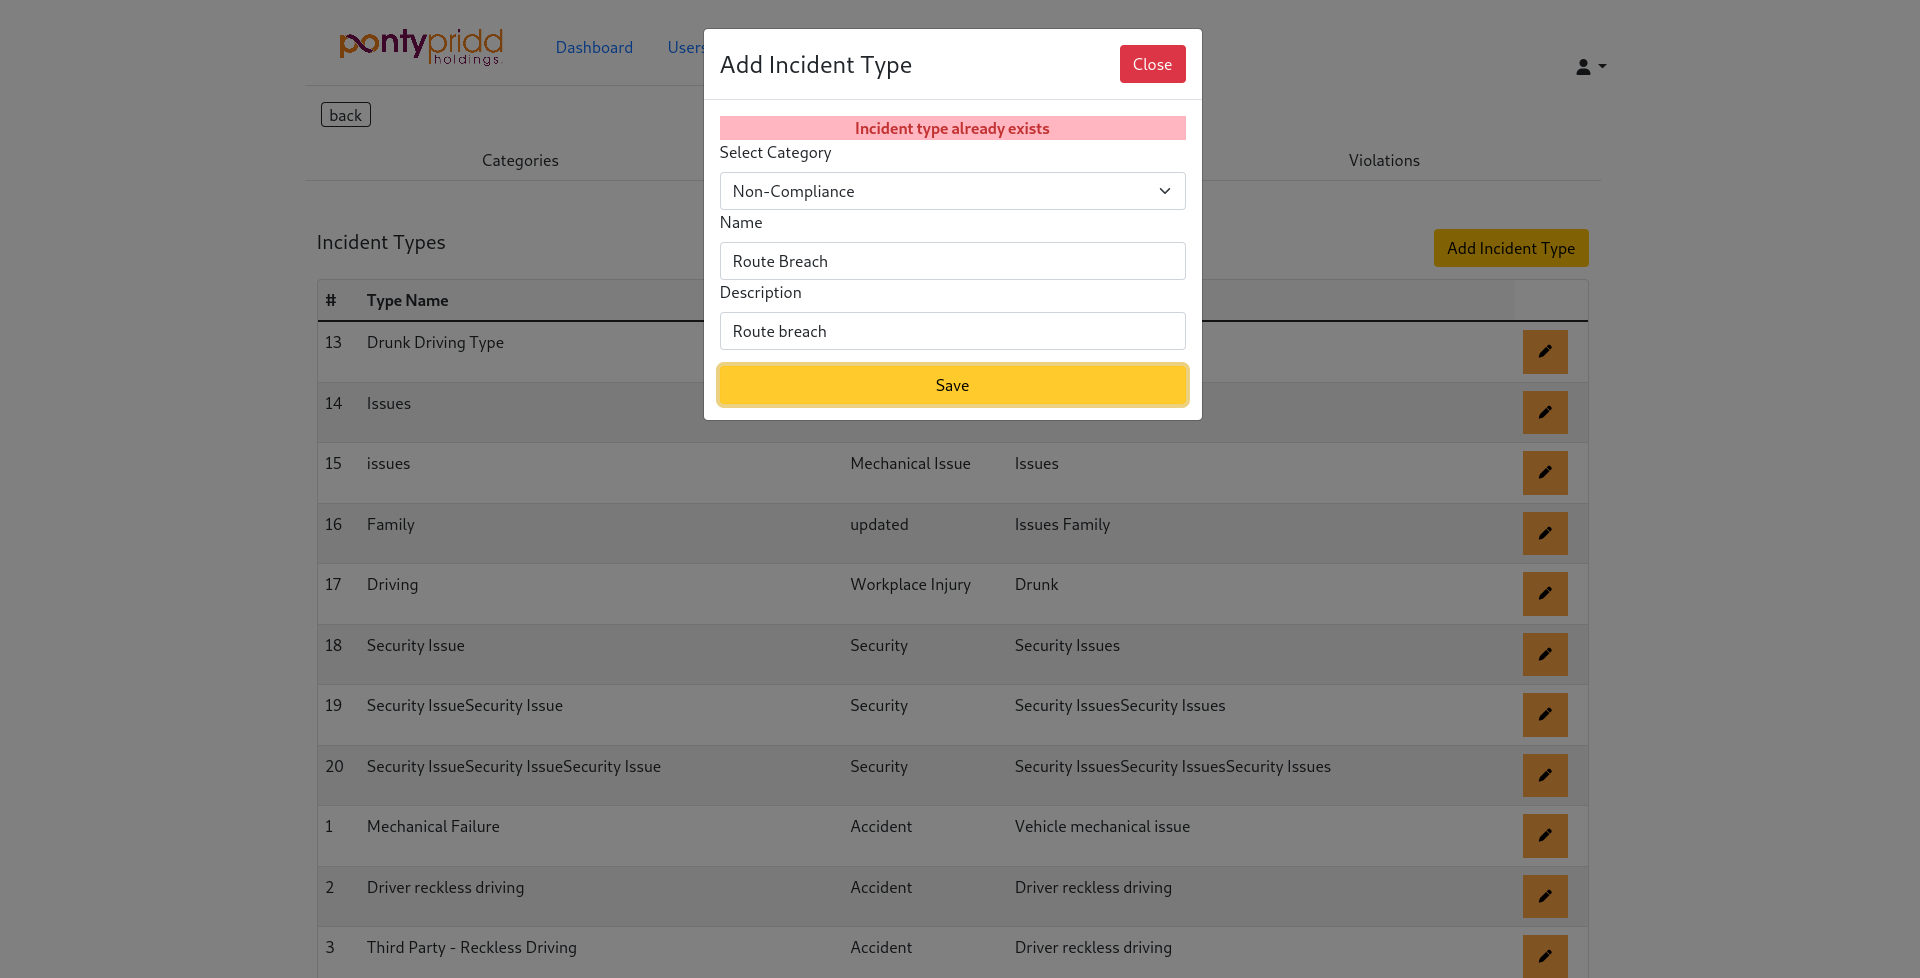 pontypridd
holdings.
Dashboard
Users
Add Incident Type
Close
back
Incident type already exists
Select Category
Categories
Violations
Non-Compliance
Name
Incident Types
Add Incident Type
Route Breach
Description
# Type Name
Route breach
13 Drunk Driving Type
Save
14 Issues
15 issues Mechanical Issue Issues
16 Family updated Issues Family
17 Driving Workplace Injury Drunk
18 Security Issue Security Security Issues
19 Security IssueSecurity Issue Security Security IssuesSecurity Issues
20 Security IssueSecurity IssueSecurity Issue Security Security IssuesSecurity IssuesSecurity Issues
1 Mechanical Failure Accident Vehicle mechanical issue
2 Driver reckless driving Accident Driver reckless driving
3 Third Party - Reckless Driving Accident Driver reckless driving